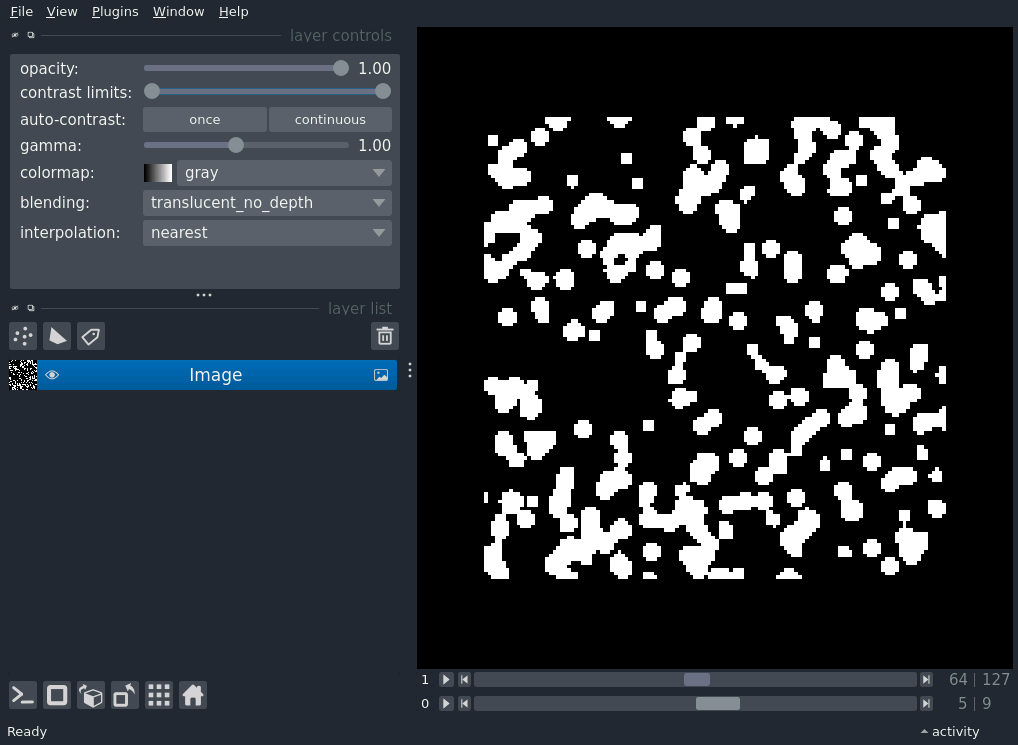 File View Plugins Window Help
layer controls
opacity: 1.00
contrast limits:
auto-contrast: once continuous
gamma: 1.00
colormap: gray
blending: translucent_no_depth
interpolation: nearest
layer list
Image
1 64 | 127
0 5 | 9
Ready activity